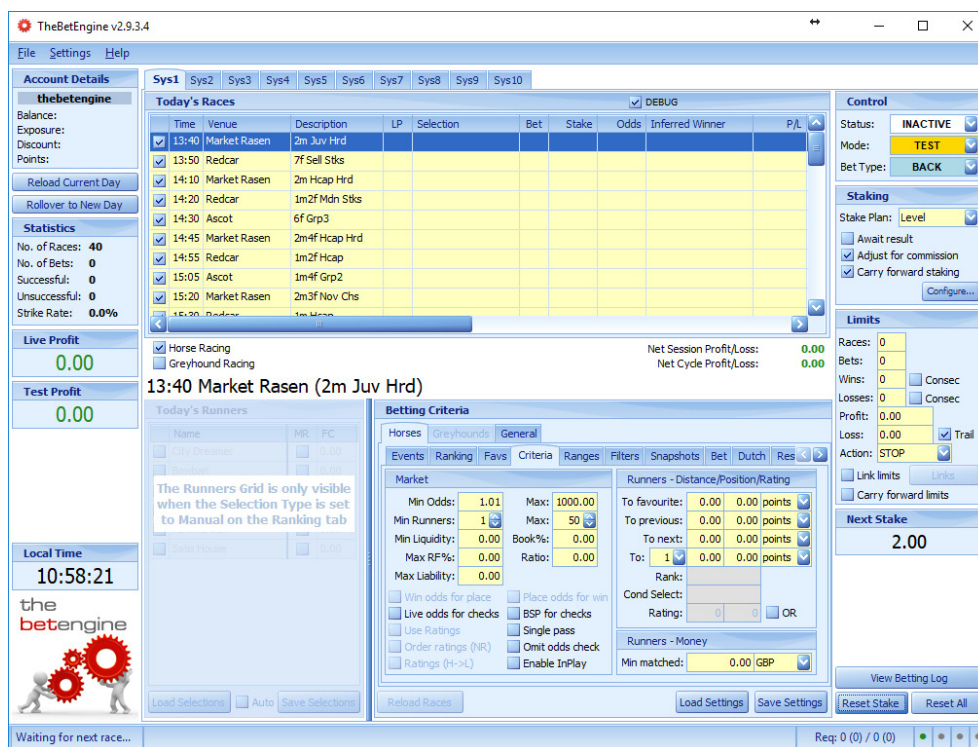 TheBetEngine v2.9.3.4
File Settings Help
Account Details
thebetengine
Balance:
Exposure:
Discount:
Points:
Reload Current Day
Rollover to New Day
Statistics
No. of Races: 40
No. of Bets: 0
Successful: 0
Unsuccessful: 0
Strike Rate: 0.0%
Live Profit
0.00
Test Profit
0.00
Local Time
10:58:21
the
betengine
Sys1 Sys2 Sys3 Sys4 Sys5 Sys6 Sys7 Sys8 Sys9 Sys10
Today's Races DEBUG
Time Venue Description LP Selection Bet Stake Odds Inferred Winner P/L
13:40 Market Rasen 2m Juv Hrd
13:50 Redcar 7f Sell Stks
14:10 Market Rasen 2m Hcap Hrd
14:20 Redcar 1m2f Mdn Stks
14:30 Ascot 6f Grp3
14:45 Market Rasen 2m4f Hcap Hrd
14:55 Redcar 1m2f Hcap
15:05 Ascot 1m4f Grp2
15:20 Market Rasen 2m3f Nov Chs
15:30 Redcar 1m Hcap
Horse Racing Net Session Profit/Loss: 0.00
Greyhound Racing Net Cycle Profit/Loss: 0.00
13:40 Market Rasen (2m Juv Hrd)
Today's Runners
Name MR FC
City Dreamer 0.00
0.00
The Runners Grid is only visible
when the Selection Type is set
to Manual on the Ranking tab
0.00
Load Selections Auto Save Selections
Betting Criteria
Horses Greyhounds General
Events Ranking Favs Criteria Ranges Filters Snapshots Bet Dutch Res
Market
Min Odds: 1.01 Max: 1000.00
Min Runners: 1 Max: 50
Min Liquidity: 0.00 Book%: 0.00
Max RF%: 0.00 Ratio: 0.00
Max Liability: 0.00
Win odds for place Place odds for win
Live odds for checks BSP for checks
Use Ratings Single pass
Order ratings (NR) Omit odds check
Ratings (H->L) Enable InPlay
Runners - Distance/Position/Rating
To favourite: 0.00 0.00 points
To previous: 0.00 0.00 points
To next: 0.00 0.00 points
To: 1 0.00 0.00 points
Rank:
Cond Select:
Rating: 0 0 OR
Runners - Money
Min matched: 0.00 GBP
Reload Races Load Settings Save Settings
Control
Status: INACTIVE
Mode: TEST
Bet Type: BACK
Staking
Stake Plan: Level
Await result
Adjust for commission
Carry forward staking
Configure...
Limits
Races: 0
Bets: 0
Wins: 0 Consec
Losses: 0 Consec
Profit: 0.00
Loss: 0.00 Trail
Action: STOP
Link limits Links
Carry forward limits
Next Stake
2.00
View Betting Log
Reset Stake Reset All
Waiting for next race... Req: 0 (0) / 0 (0)